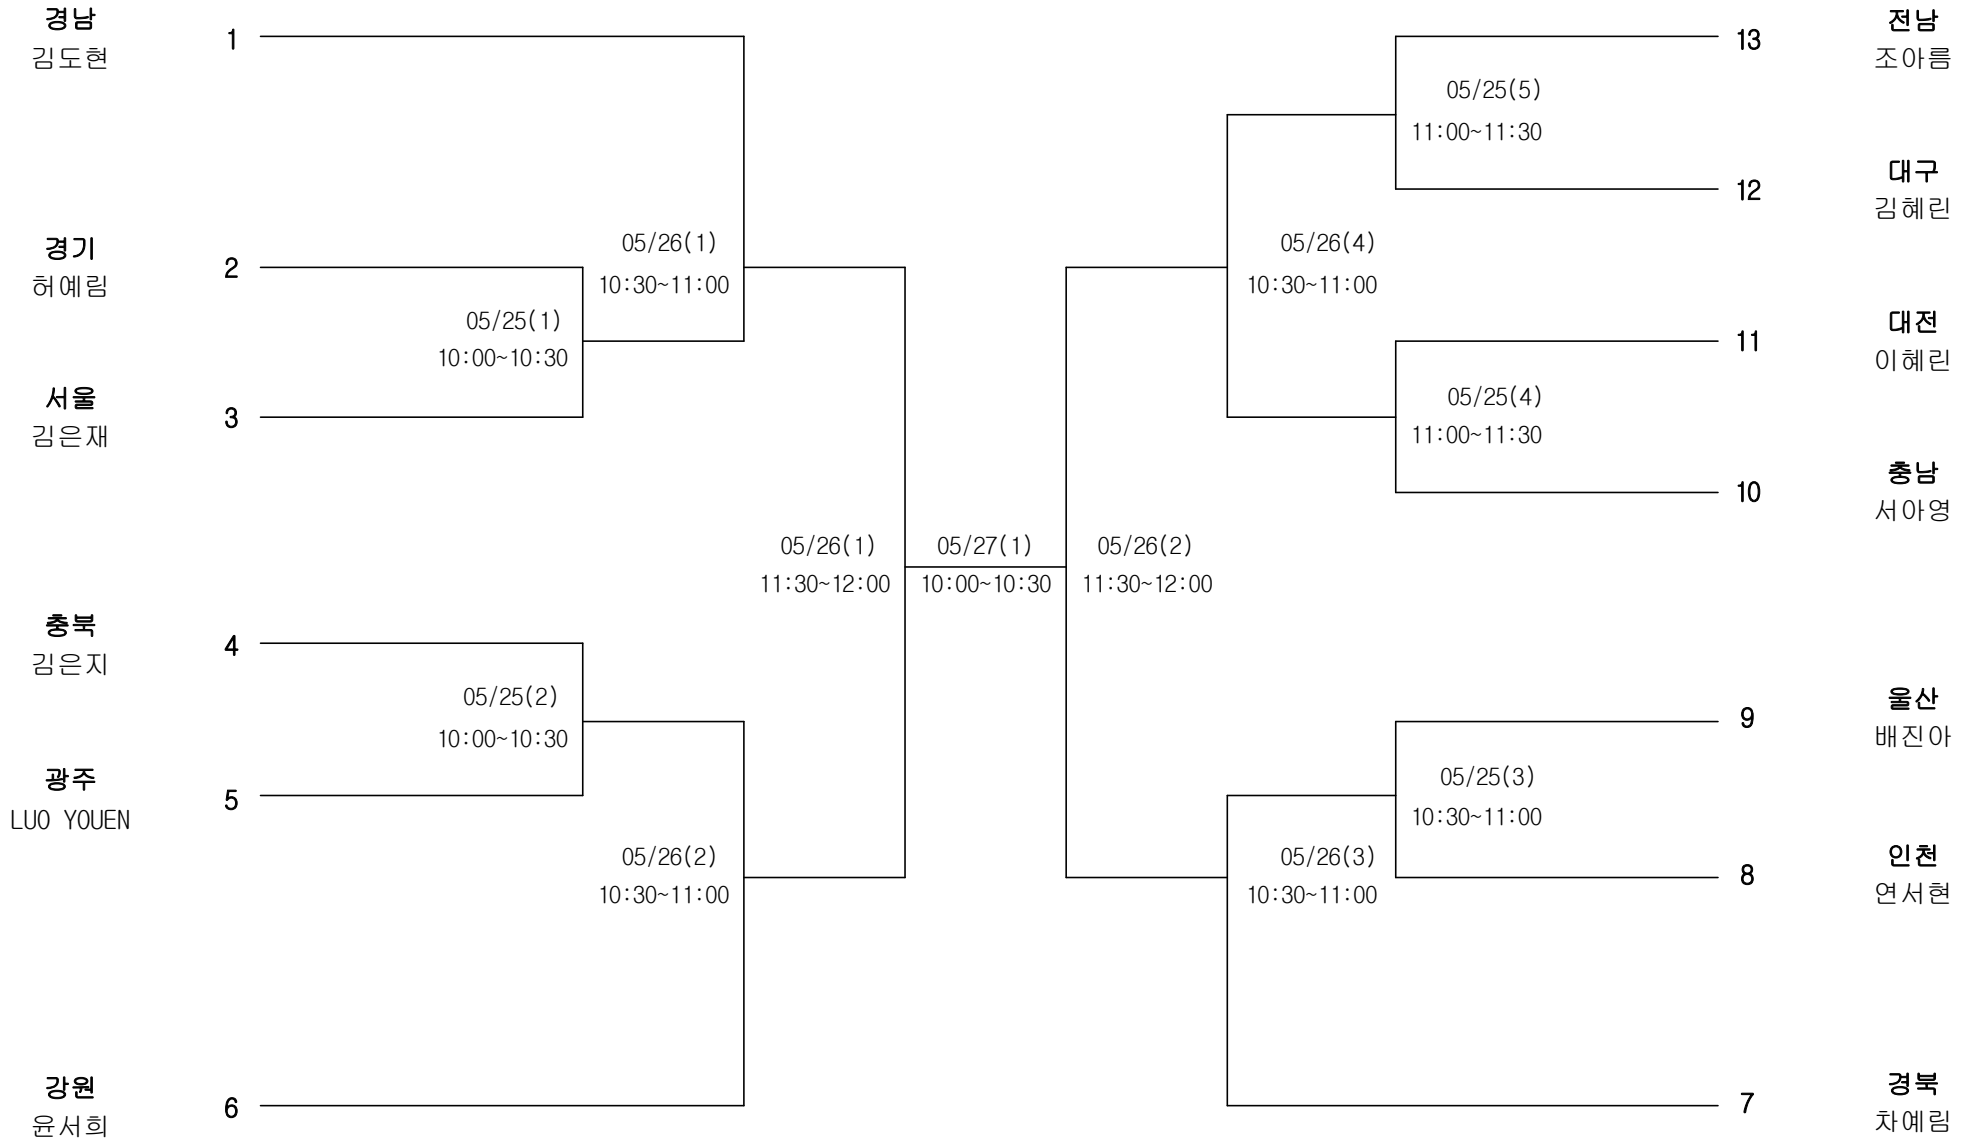 경남
김도현
1
경기
허예림
2
05/26(1)
10:30~11:00
05/25(1)
10:00~10:30
서울
김은재
3
05/26(1)
11:30~12:00
충북
김은지
4
05/25(2)
10:00~10:30
광주
LUO YOUEN
5
05/26(2)
10:30~11:00
강원
윤서희
6
05/27(1)
10:00~10:30
13
전남
조아름
05/25(5)
11:00~11:30
12
대구
김혜린
05/26(4)
10:30~11:00
11
대전
이혜린
05/25(4)
11:00~11:30
10
충남
서아영
05/26(2)
11:30~12:00
9
울산
배진아
05/25(3)
10:30~11:00
8
인천
연서현
05/26(3)
10:30~11:00
7
경북
차예림